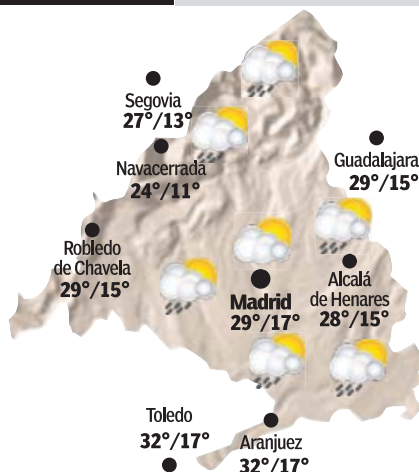 Segovia
27°/13°
Navacerrada
24°/11°
Guadalajara
29°/15°
Robledo
de Chavela
29°/15°
Madrid
29°/17°
Alcalá
de Henares
28°/15°
Toledo
32°/17°
Aranjuez
32°/17°